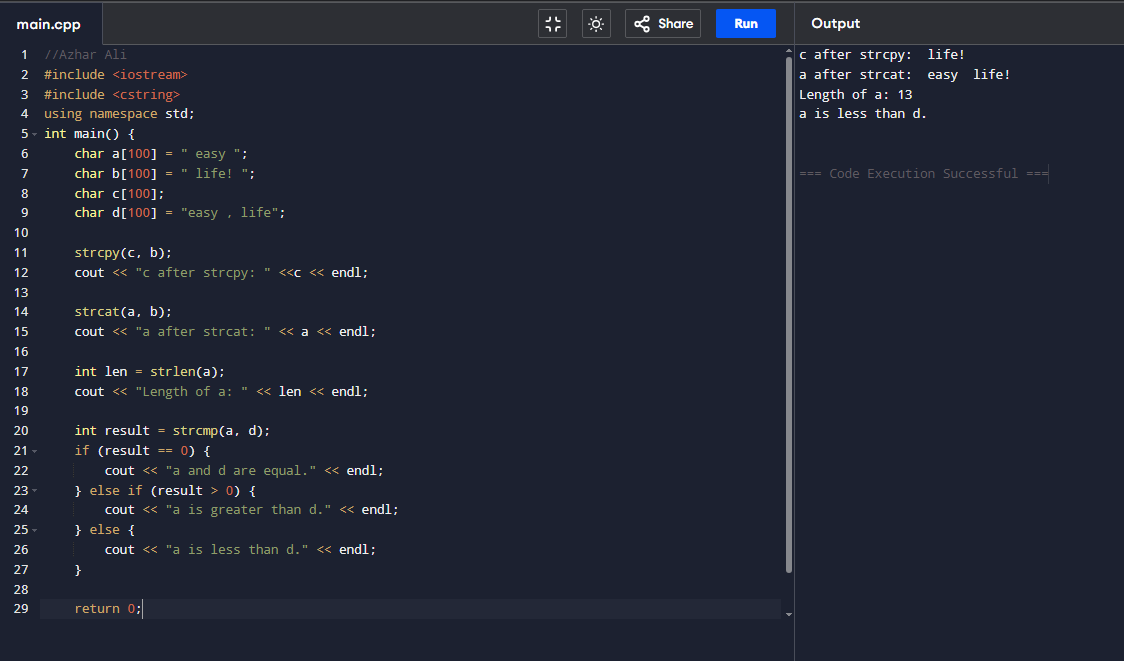 main.cpp
Share
Run
Output
1 //Azhar Ali
2 #include <iostream>
3 #include <cstring>
4 using namespace std;
5 int main() {
6     char a[100] = " easy ";
7     char b[100] = " life! ";
8     char c[100];
9     char d[100] = "easy , life";
10
11     strcpy(c, b);
12     cout << "c after strcpy: " <<c << endl;
13
14     strcat(a, b);
15     cout << "a after strcat: " << a << endl;
16
17     int len = strlen(a);
18     cout << "Length of a: " << len << endl;
19
20     int result = strcmp(a, d);
21     if (result == 0) {
22         cout << "a and d are equal." << endl;
23     } else if (result > 0) {
24         cout << "a is greater than d." << endl;
25     } else {
26         cout << "a is less than d." << endl;
27     }
28
29     return 0;
c after strcpy:  life!
a after strcat:  easy  life!
Length of a: 13
a is less than d.
=== Code Execution Successful ===